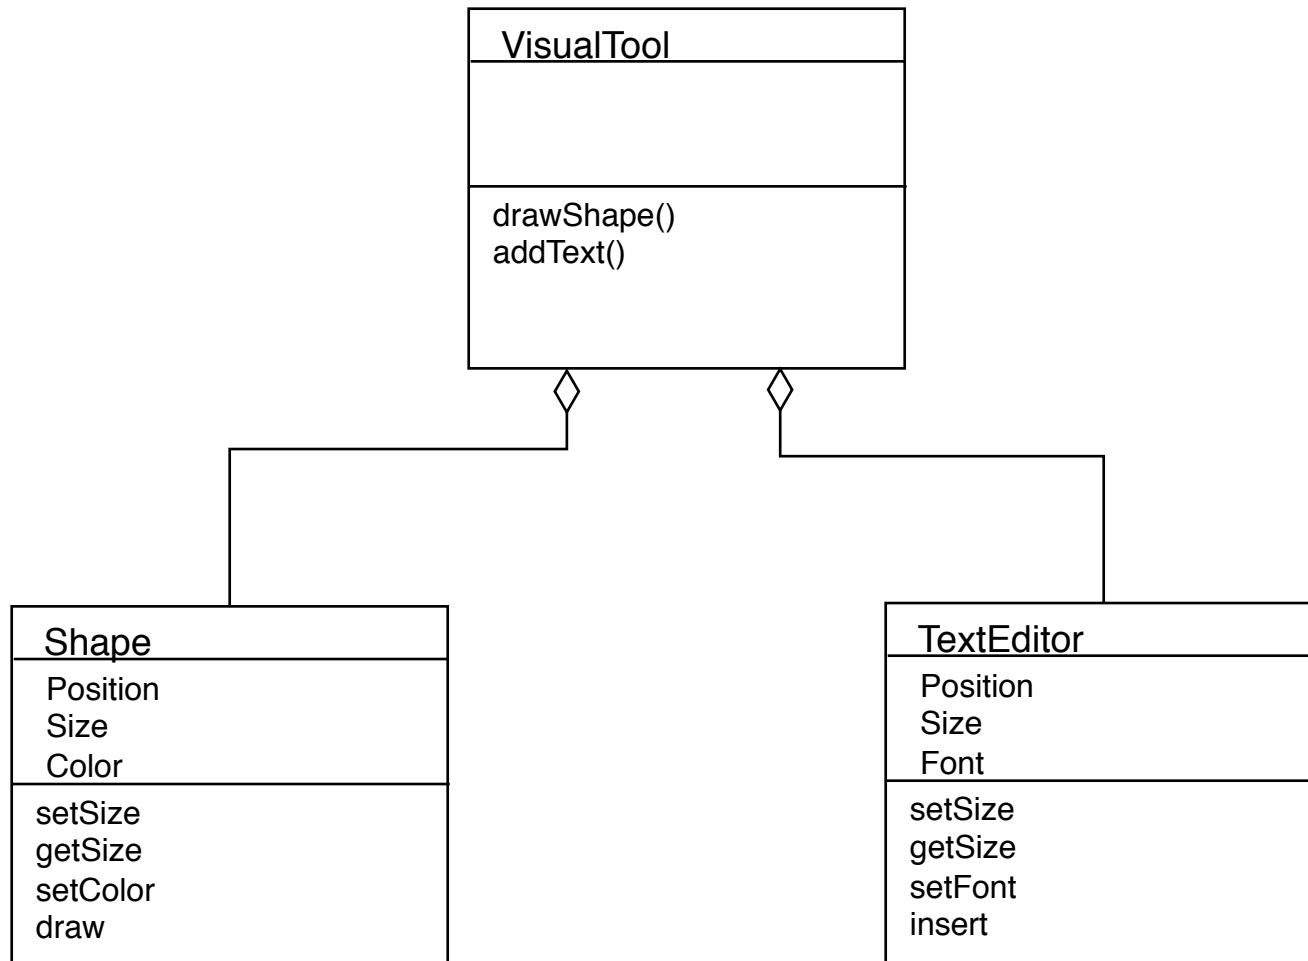 VisualTool
drawShape()
addText()
Shape
Position
Size
Color
setSize
getSize
setColor
draw
TextEditor
Position
Size
Font
setSize
getSize
setFont
insert